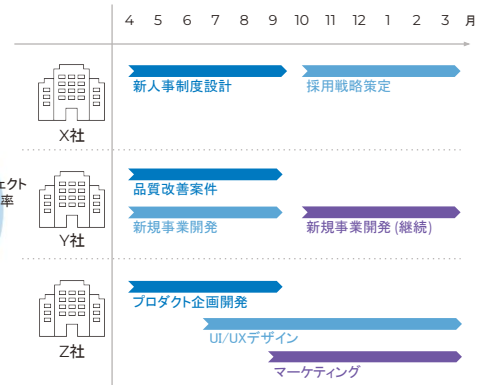 4 5 6 7 8 9 10 11 12 1 2 3 月
新人事制度設計 採用戦略策定
X社
ェクト
率
品質改善案件
新規事業開発 新規事業開発 (継続)
Y社
プロダクト企画開発
UI/UXデザイン
Z社
マーケティング